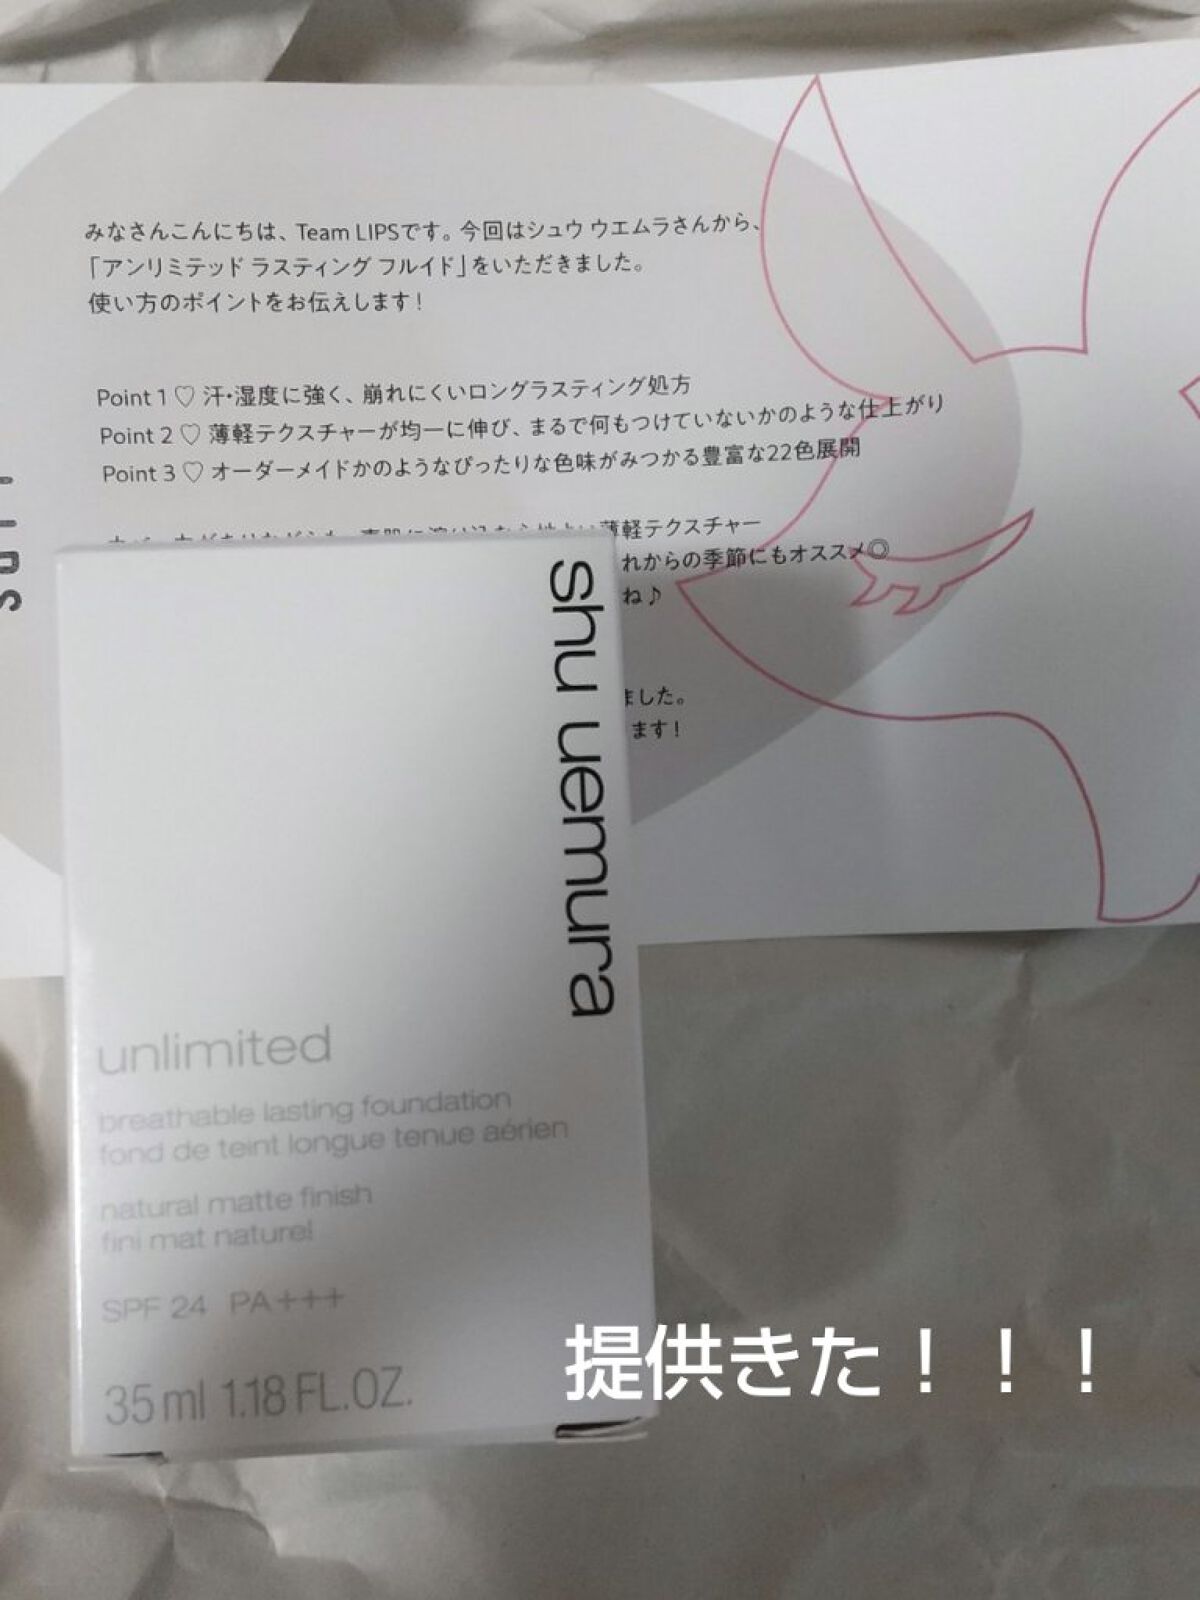 みなさんこんにちは、Team LIPSです。今回はシュウ ウエムラさんから、
「アンリミテッド ラスティング フルイド」をいただきました。
使い方のポイントをお伝えします！
Point 1 ♡ 汗・湿度に強く、崩れにくいロングラスティング処方
Point 2 ♡ 薄軽テクスチャーが均一に伸び、まるで何もつけていないかのような仕上がり
Point 3 ♡ オーダーメイドかのようなぴったりな色味がみつかる豊富な22色展開
薄軽テクスチャー
れからの季節にもオススメ◎
ね♪
ました。
ます！
shu uemura
unlimited
breathable lasting foundation
fond de teint longue tenue aérien
natural matte finish
fini mat naturel
SPF 24 PA+++
35 ml 1.18 FL.OZ.
提供きた！！！